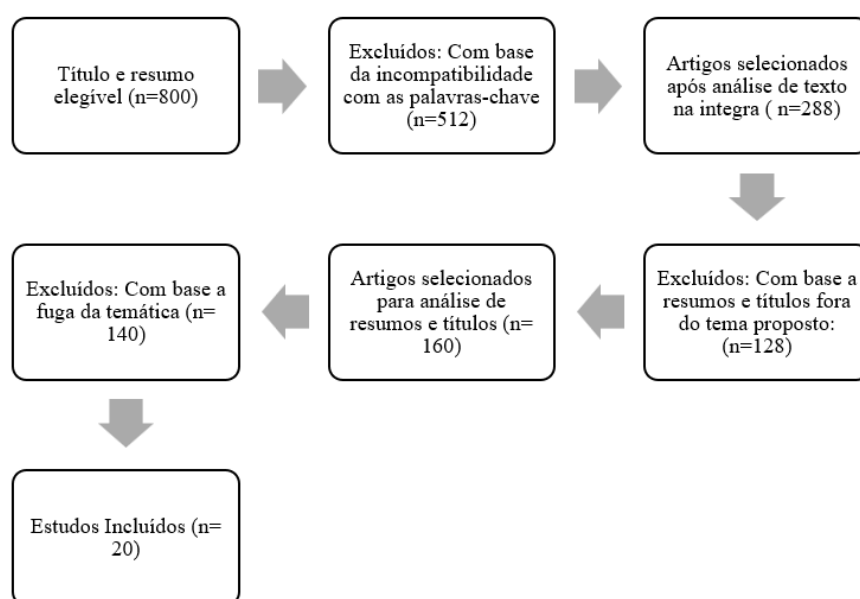 Título e resumo
elegível (n=800)
Excluídos: Com base
da incompatibilidade
com as palavras-chave
(n=512)
Artigos selecionados
após análise de texto
na integra ( n=288)
Excluídos: Com base a
resumos e títulos fora
do tema proposto:
(n=128)
Artigos selecionados
para análise de
resumos e títulos (n=
160)
Excluídos: Com base a
fuga da temática (n=
140)
Estudos Incluídos (n=
20)